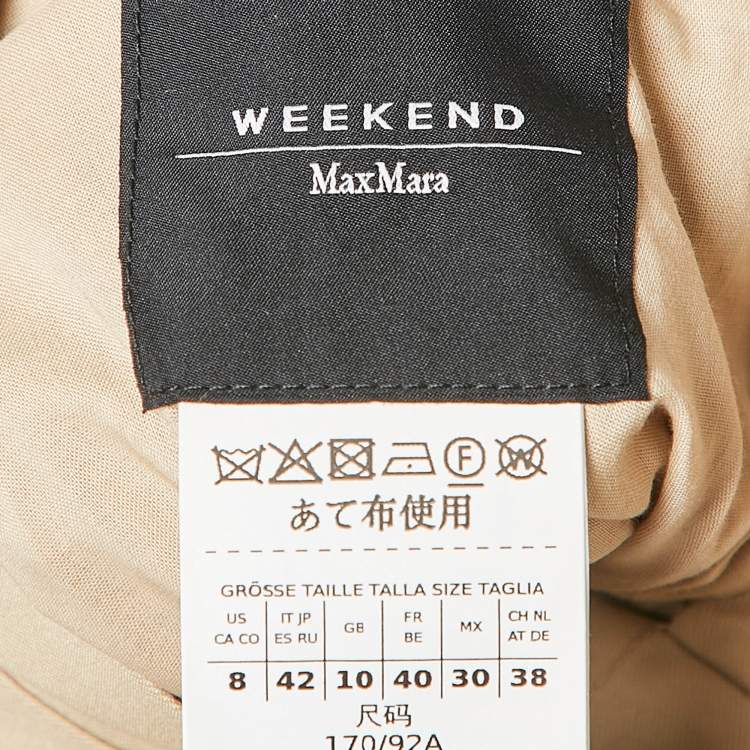 WEEKEND
MaxMara
F W
あて布使用
GRÖSSE TAILLE TALLA SIZE TAGLIA
US IT JP GB FR MX CH NL
CA CO ES RU BE AT DE
8 42 10 40 30 38
尺码
170/92A